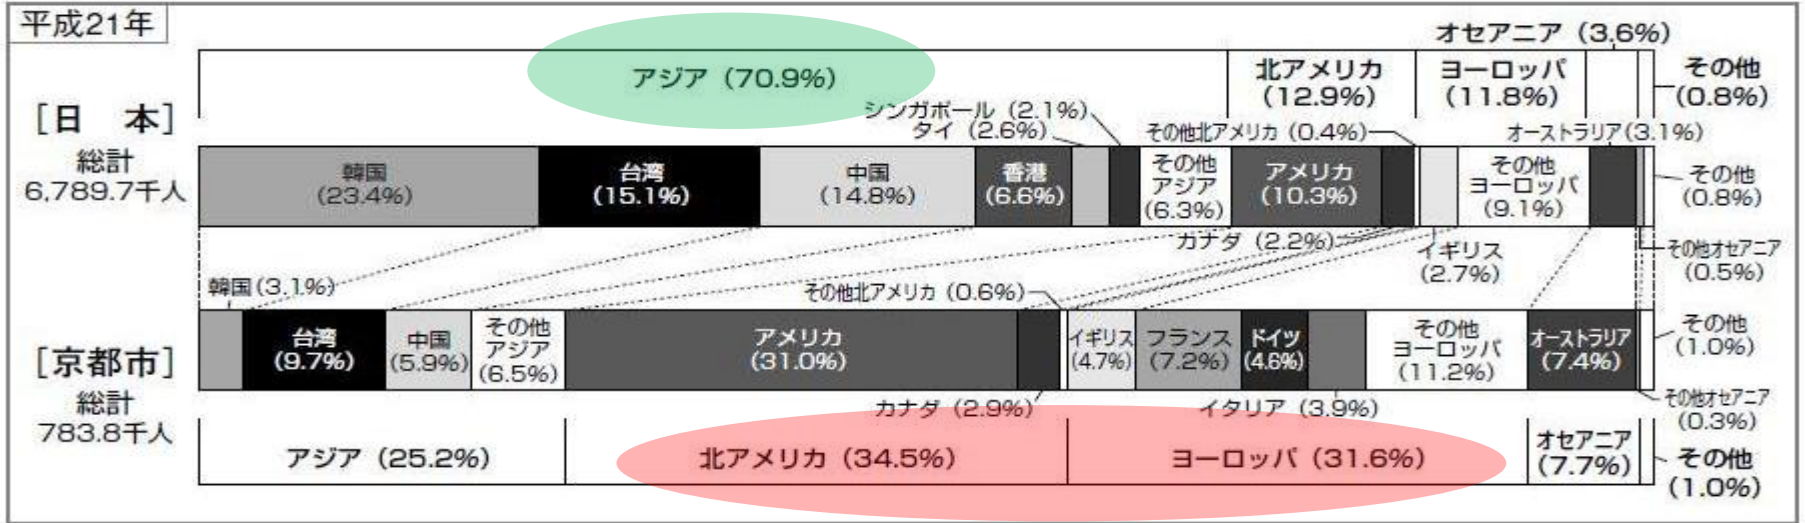 平成21年
オセアニア（3.6%）
アジア（70.9%）
北アメリカ
（12.9%）
ヨーロッパ
（11.8%）
その他
（0.8%）
［日　本］
総計
6,789.7千人
シンガポール（2.1%）
タイ（2.6%）
その他北アメリカ（0.4%）
オーストラリア（3.1%）
韓国
（23.4%）
台湾
（15.1%）
中国
（14.8%）
香港
（6.6%）
その他
アジア
（6.3%）
アメリカ
（10.3%）
その他
ヨーロッパ
（9.1%）
その他
（0.8%）
カナダ（2.2%）
イギリス
（2.7%）
その他オセアニア
（0.5%）
韓国（3.1%）
その他北アメリカ（0.6%）
［京都市］
総計
783.8千人
台湾
（9.7%）
中国
（5.9%）
その他
アジア
（6.5%）
アメリカ
（31.0%）
イギリス
（4.7%）
フランス
（7.2%）
ドイツ
（4.6%）
その他
ヨーロッパ
（11.2%）
オーストラリア
（7.4%）
その他
（1.0%）
カナダ（2.9%）
イタリア（3.9%）
その他オセアニア
（0.3%）
アジア（25.2%）
北アメリカ（34.5%）
ヨーロッパ（31.6%）
オセアニア
（7.7%）
その他
（1.0%）